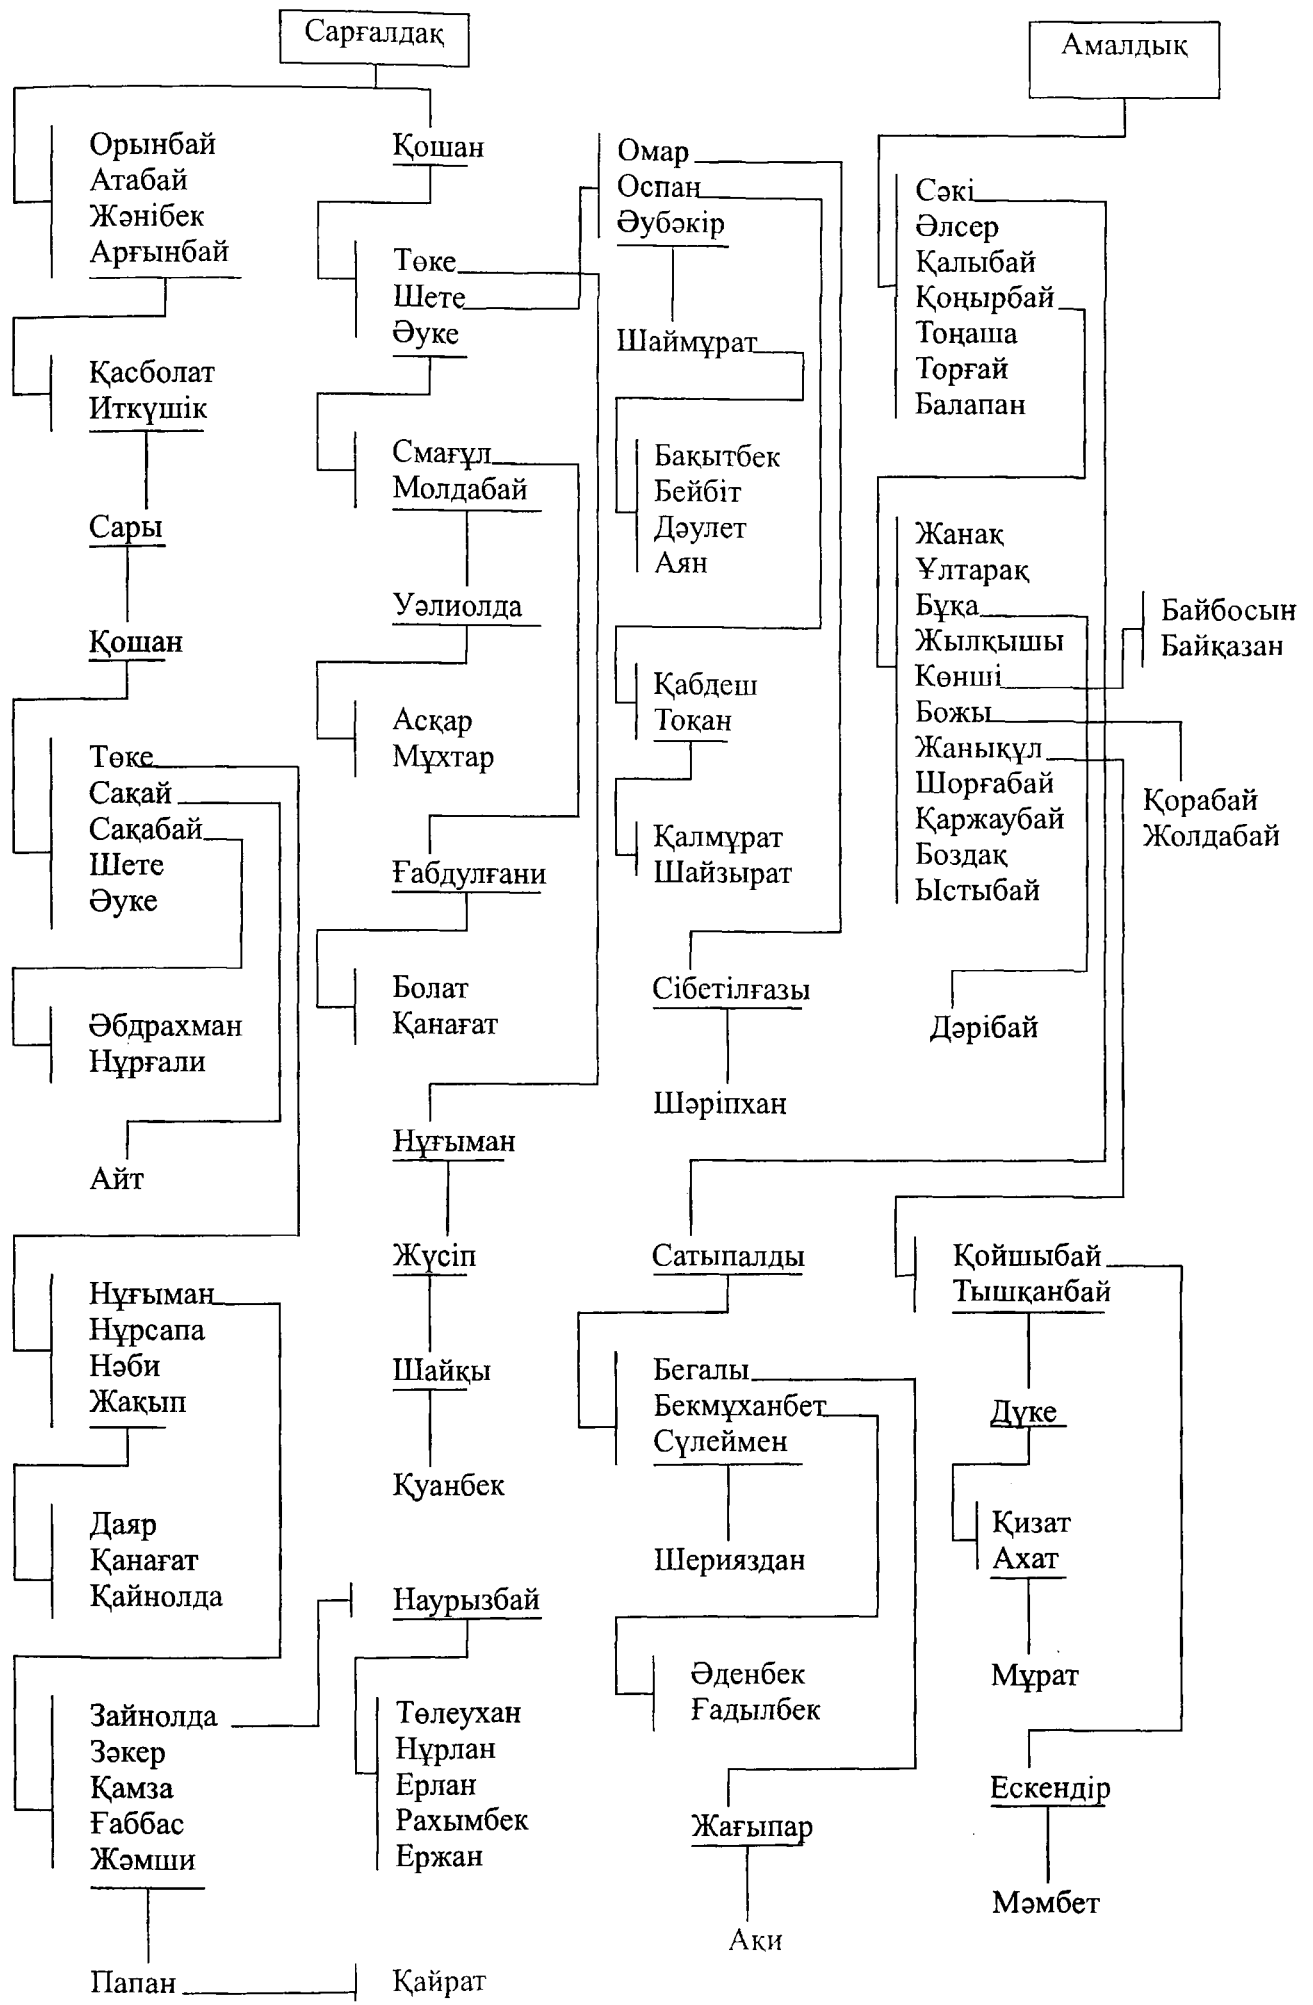 Сарғалдақ
Орынбай
Атабай
Жәнібек
Арғынбай
Қасболат
Иткүшік
Сары
Қошан
Төке
Сақай
Сақабай
Шете
Әуке
Әбдрахман
Нұрғали
Айт
Нұғыман
Нұрсапа
Нәби
Жақып
Даяр
Қанағат
Қайнолда
Зайнолда
Зәкер
Қамза
Ғаббас
Жәмши
Папан
Қошан
Төке
Шете
Әуке
Смағұл
Молдабай
Уәлиолда
Асқар
Мұхтар
Ғабдулғани
Болат
Қанағат
Нұғыман
Жүсіп
Шайқы
Қуанбек
Наурызбай
Төлеухан
Нұрлан
Ерлан
Рахымбек
Ержан
Қайрат
Омар
Оспан
Әубәкір
Шаймұрат
Бақытбек
Бейбіт
Дәулет
Аян
Қабдеш
Тоқан
Қалмұрат
Шайзырат
Сібетілғазы
Шәріпхан
Сатыпалды
Бегалы
Бекмұханбет
Сүлеймен
Шерияздан
Әденбек
Ғадылбек
Жағыпар
Ақи
Амалдық
Сәкі
Әлсер
Қалыбай
Қоңырбай
Тоңаша
Торғай
Балапан
Жанақ
Ұлтарақ
Бұқа
Жылқышы
Көнші
Божы
Жанықұл
Шорғабай
Қаржаубай
Боздақ
Ыстыбай
Дәрібай
Қойшыбай
Тышқанбай
Дүке
Қизат
Ахат
Мұрат
Ескендір
Мәмбет
Байбосын
Байқазан
Қорабай
Жолдабай